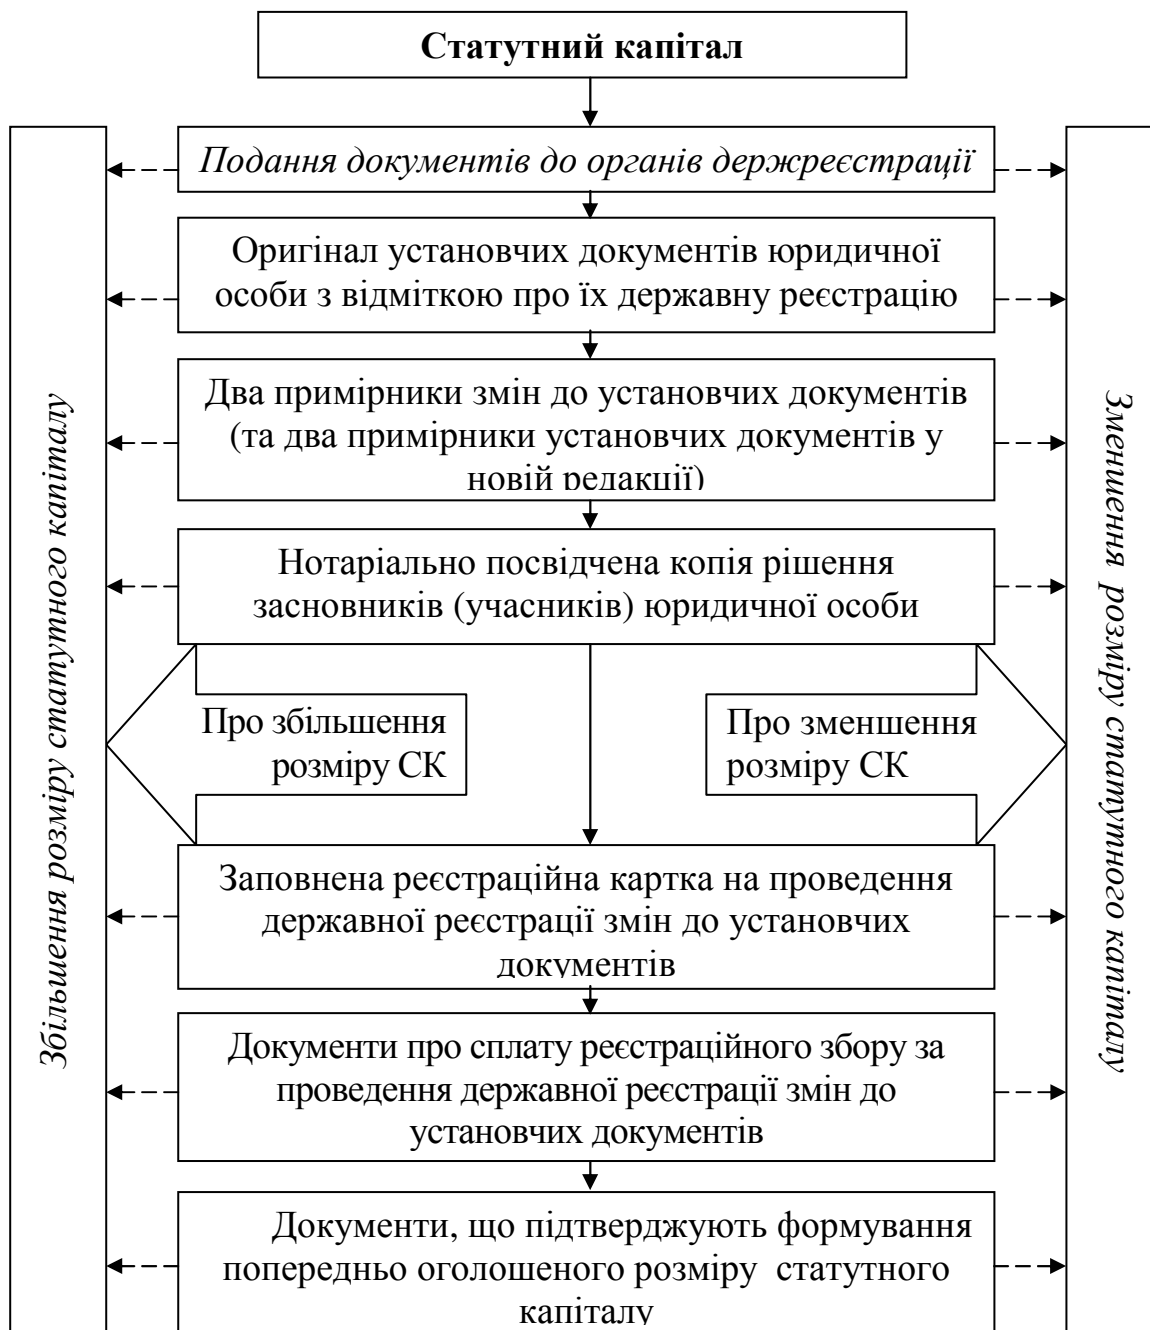 Статутний капітал
Подання документів до органів держреєстрації
Оригінал установчих документів юридичної
особи з відміткою про їх державну реєстрацію
Два примірники змін до установчих документів
(та два примірники установчих документів у
новій редакції)
Нотаріально посвідчена копія рішення
засновників (учасників) юридичної особи
Про збільшення
розміру СК
Про зменшення
розміру СК
Заповнена реєстраційна картка на проведення
державної реєстрації змін до установчих
документів
Документи про сплату реєстраційного збору за
проведення державної реєстрації змін до
установчих документів
Документи, що підтверджують формування
попередньо оголошеного розміру статутного
капіталу
Збільшення розміру статутного капіталу
Зменшення розміру статутного капіталу